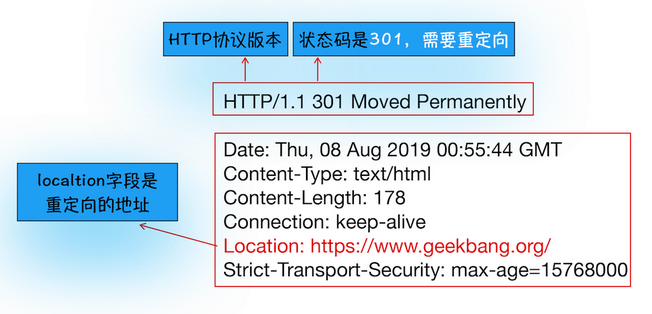 HTTP协议版本
状态码是301，需要重定向
HTTP/1.1 301 Moved Permanently
Date: Thu, 08 Aug 2019 00:55:44 GMT
Content-Type: text/html
Content-Length: 178
Connection: keep-alive
Location: https://www.geekbang.org/
Strict-Transport-Security: max-age=15768000
localtion字段是
重定向的地址